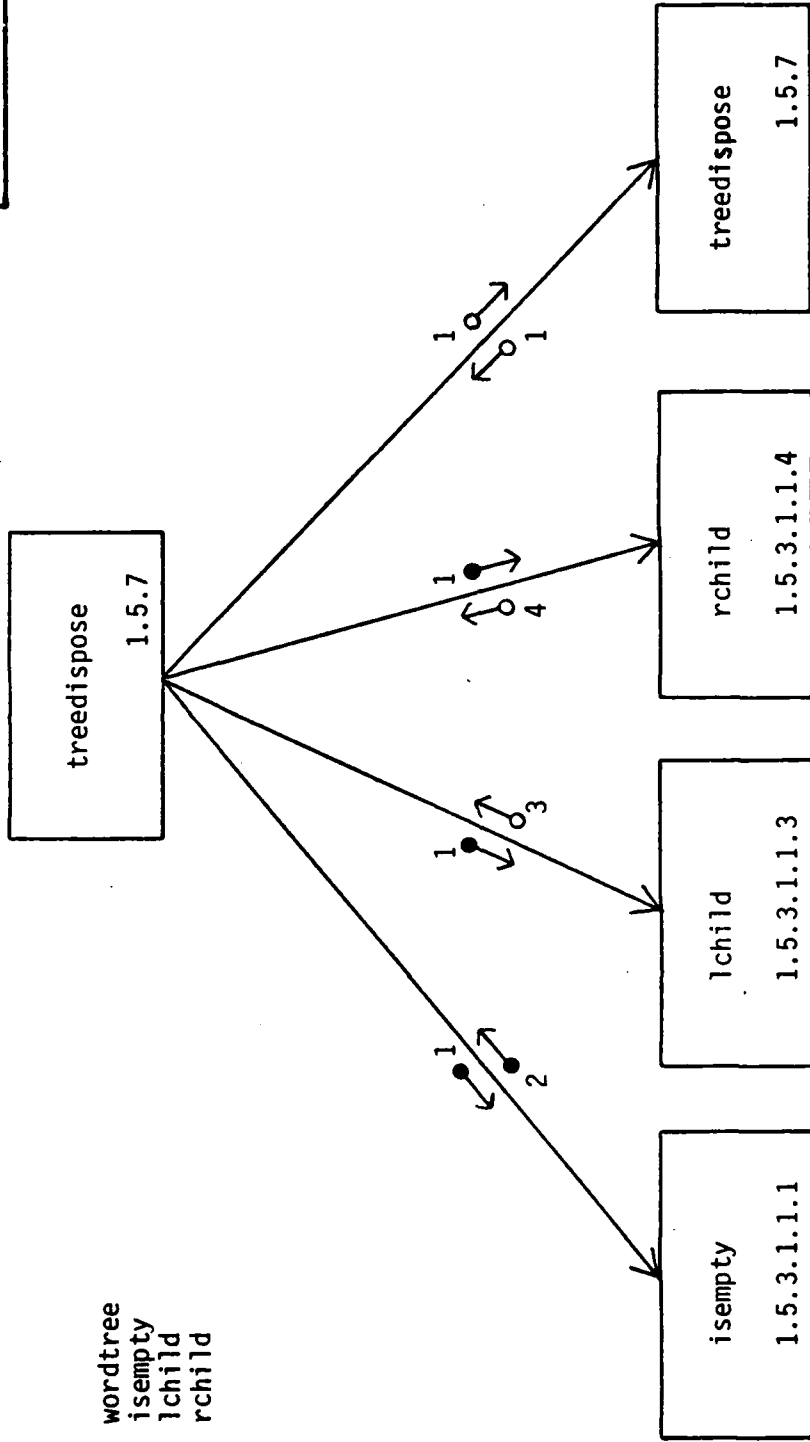 treedispose
1.5.7
wordtree
isempty
lchild
rchild
1 1 1 1
2 3 4 1
isempty
1.5.3.1.1.1
lchild
1.5.3.1.1.3
rchild
1.5.3.1.1.4
treedispose
1.5.7